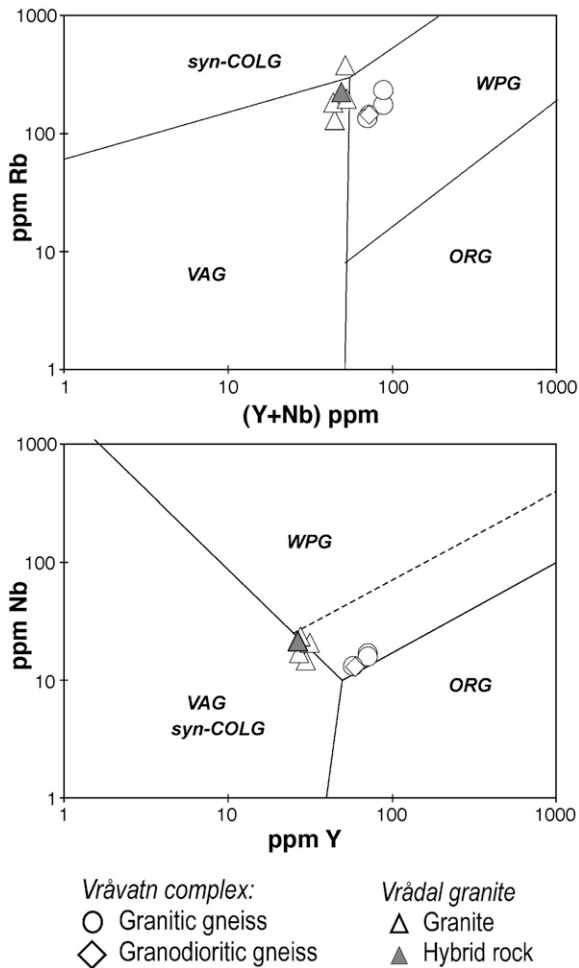 1000
syn-COLG
WPG
100
ppm Rb
10
VAG
ORG
1
1 10 100 1000
(Y+Nb) ppm
1000
WPG
100
ppm Nb
10
VAG
syn-COLG
ORG
1
1 10 100 1000
ppm Y
Vråvatn complex:
Granitic gneiss
Granodioritic gneiss
Vrådal granite
Granite
Hybrid rock